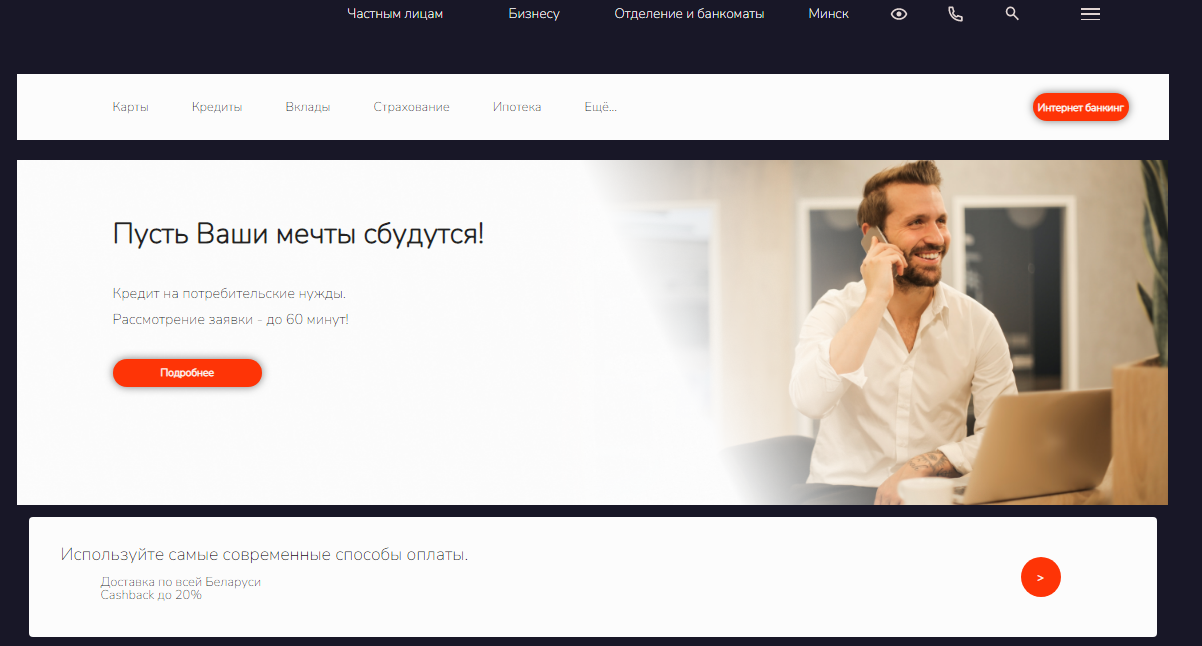 Частным лицам Бизнесу Отделение и банкоматы Минск
Карты Кредиты Вклады Страхование Ипотека Ещё... Интернет банкинг
Пусть Ваши мечты сбудутся!
Кредит на потребительские нужды.
Рассмотрение заявки - до 60 минут!
Подробнее
Используйте самые современные способы оплаты.
Доставка по всей Беларуси
Cashback до 20%
>